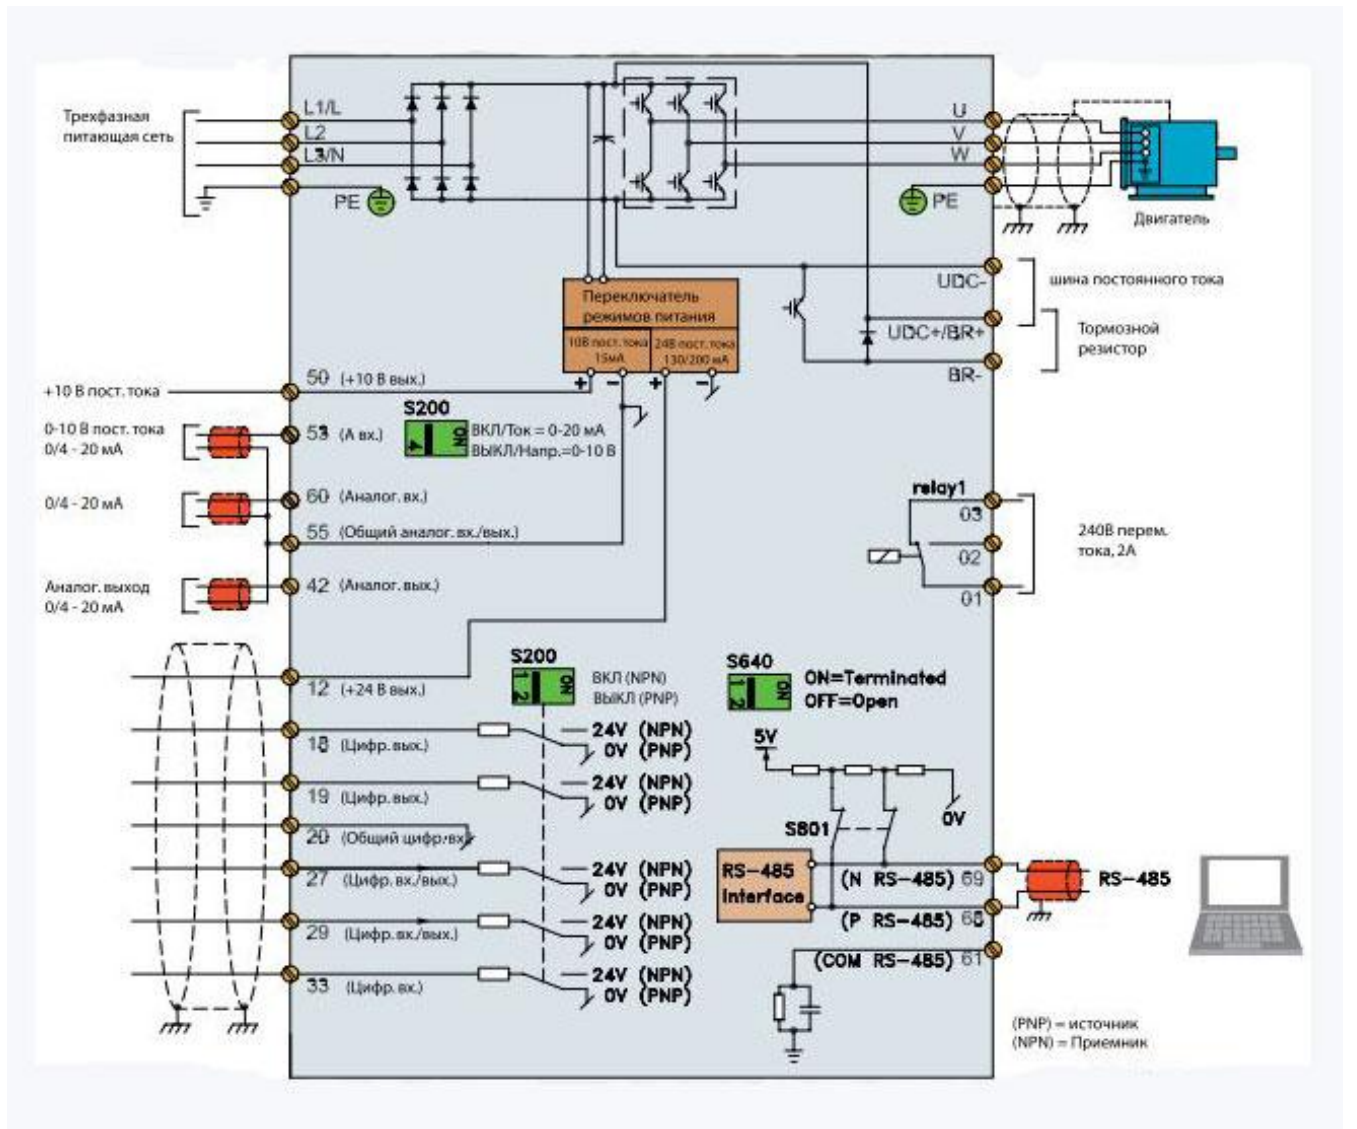 Трехфазная
питающая сеть
L1/L
L2
L3/N
PE
U
V
W
PE
Двигатель
UDC-
шина постоянного тока
UDC+/BR+
Тормозной
резистор
BR-
Переключатель
режимов питания
10В пост. тока
15мА
24В пост. тока
130/200 мА
+ - + -
+10 В пост. тока
50 (+10 В вых.)
0-10 В пост. тока
0/4 - 20 мА
53 (А вх.)
S200
ON
4
ВКЛ/Ток = 0-20 мА
ВЫКЛ/Напр.=0-10 В
0/4 - 20 мА
60 (Аналог. вх.)
55 (Общий аналог. вх./вых.)
Аналог. выход
0/4 - 20 мА
42 (Аналог. вых.)
relay1
03
02
01
240В перем.
тока, 2А
12 (+24 В вых.)
S200
ON
1 2
ВКЛ (NPN)
ВЫКЛ (PNP)
S640
ON
1 2
ON=Terminated
OFF=Open
18 (Цифр. вых.)
24V (NPN)
0V (PNP)
19 (Цифр. вых.)
24V (NPN)
0V (PNP)
20 (Общий цифр. вх.)
27 (Цифр. вх./вых.)
24V (NPN)
0V (PNP)
29 (Цифр. вх./вых.)
24V (NPN)
0V (PNP)
33 (Цифр. вх.)
24V (NPN)
0V (PNP)
5V
0V
S801
RS-485
Interface
(N RS-485) 69
(P RS-485) 68
(COM RS-485) 61
RS-485
(PNP) = источник
(NPN) = Приемник